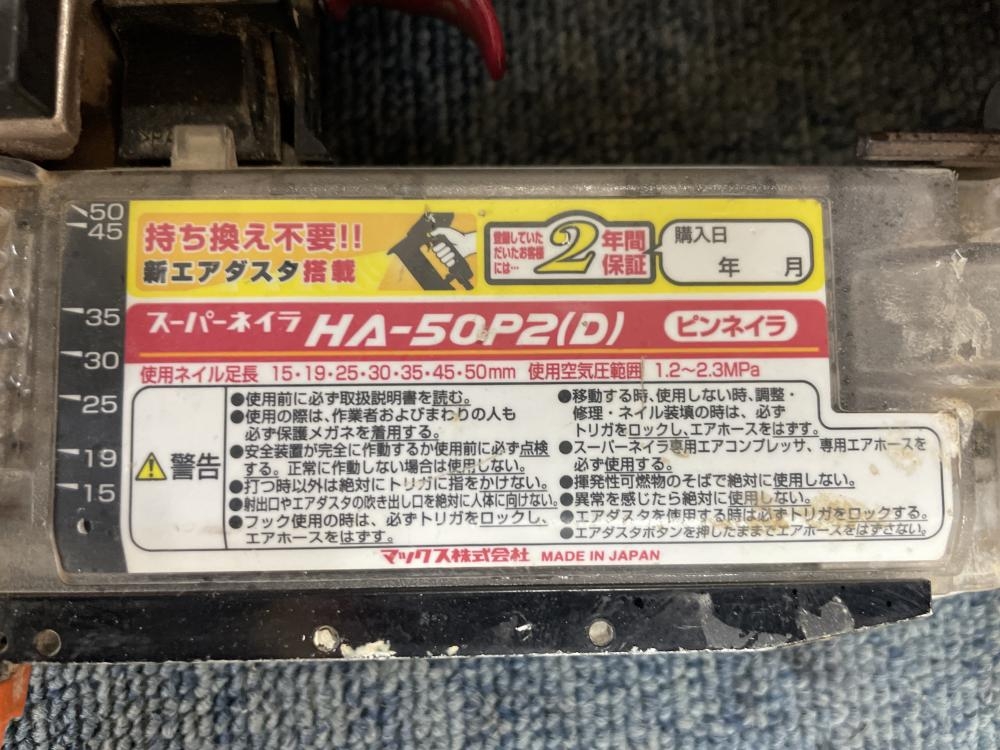 50
45
35
30
25
19
15
持ち換え不要!!
新エアダスタ搭載
登録していた
だいたお客様
には…
2年間
保証
購入日
年 月
スーパーネイラ HA-50P2(D) ピンネイラ
使用ネイル足長 15・19・25・30・35・45・50mm 使用空気圧範囲 1.2～2.3MPa
警告
●使用前に必ず取扱説明書を読む。
●使用の際は、作業者およびまわりの人も
必ず保護メガネを着用する。
●安全装置が完全に作動するか使用前に必ず点検
する。正常に作動しない場合は使用しない。
●打つ時以外は絶対にトリガに指をかけない。
●射出口やエアダスタの吹き出し口を絶対に人体に向けない。
●フック使用の時は、必ずトリガをロックし、
エアホースをはずす。
●移動する時、使用しない時、調整・
修理・ネイル装填の時は、必ず
トリガをロックし、エアホースをはずす。
●スーパーネイラ専用エアコンプレッサ、専用エアホースを
必ず使用する。
●揮発性可燃物のそばで絶対に使用しない。
●異常を感じたら絶対に使用しない。
●エアダスタを使用する時は必ずトリガをロックする。
●エアダスタボタンを押したままでエアホースをはずさない。
マックス株式会社 MADE IN JAPAN